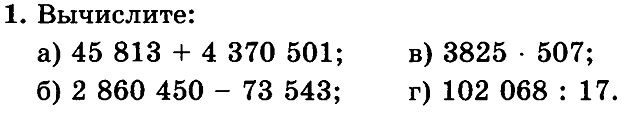 1. Вычислите:
а) 45 813 + 4 370 501; в) 3825 · 507;
б) 2 860 450 – 73 543; г) 102 068 : 17.